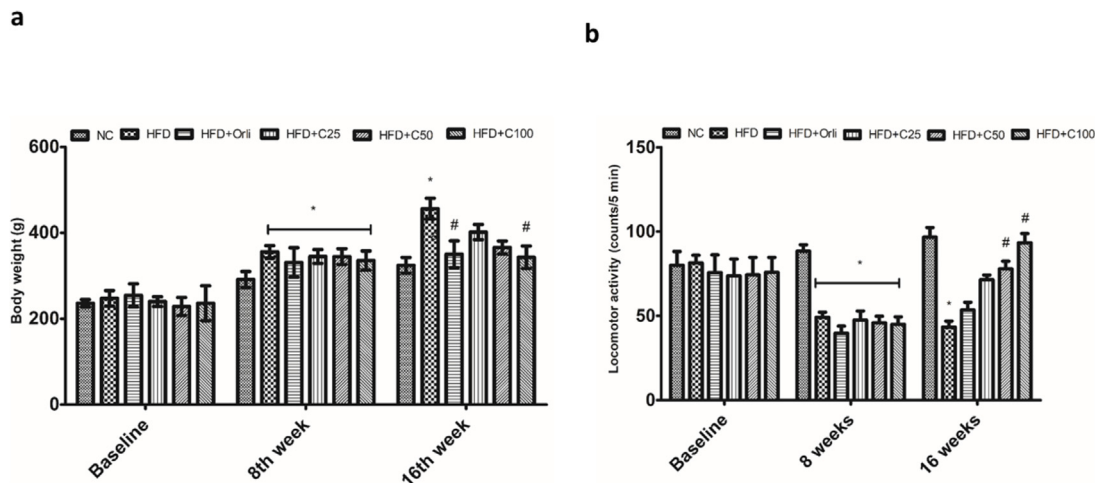 a
NC HFD HFD+Orli HFD+C25 HFD+C50 HFD+C100
600
400
200
0
Body weight (g)
*
*
#
#
Baseline
8th week
16th week
b
NC HFD HFD+Orli HFD+C25 HFD+C50 HFD+C100
150
100
50
0
Locomotor activity (counts/5 min)
*
*
#
#
Baseline
8 weeks
16 weeks